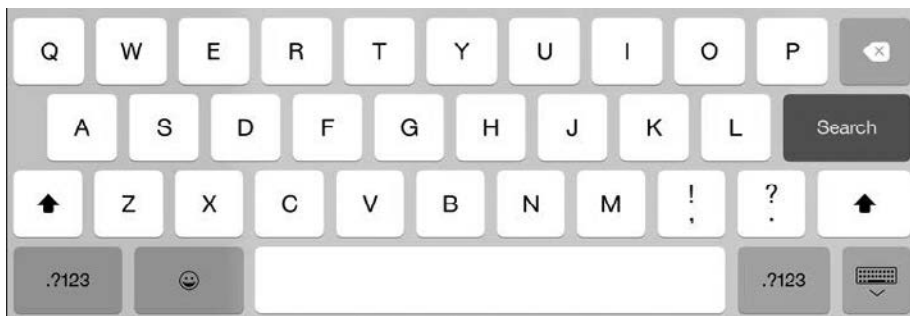 Q W E R T Y U I O P
A S D F G H J K L Search
Z X C V B N M ! , ? .
.?123 .?123